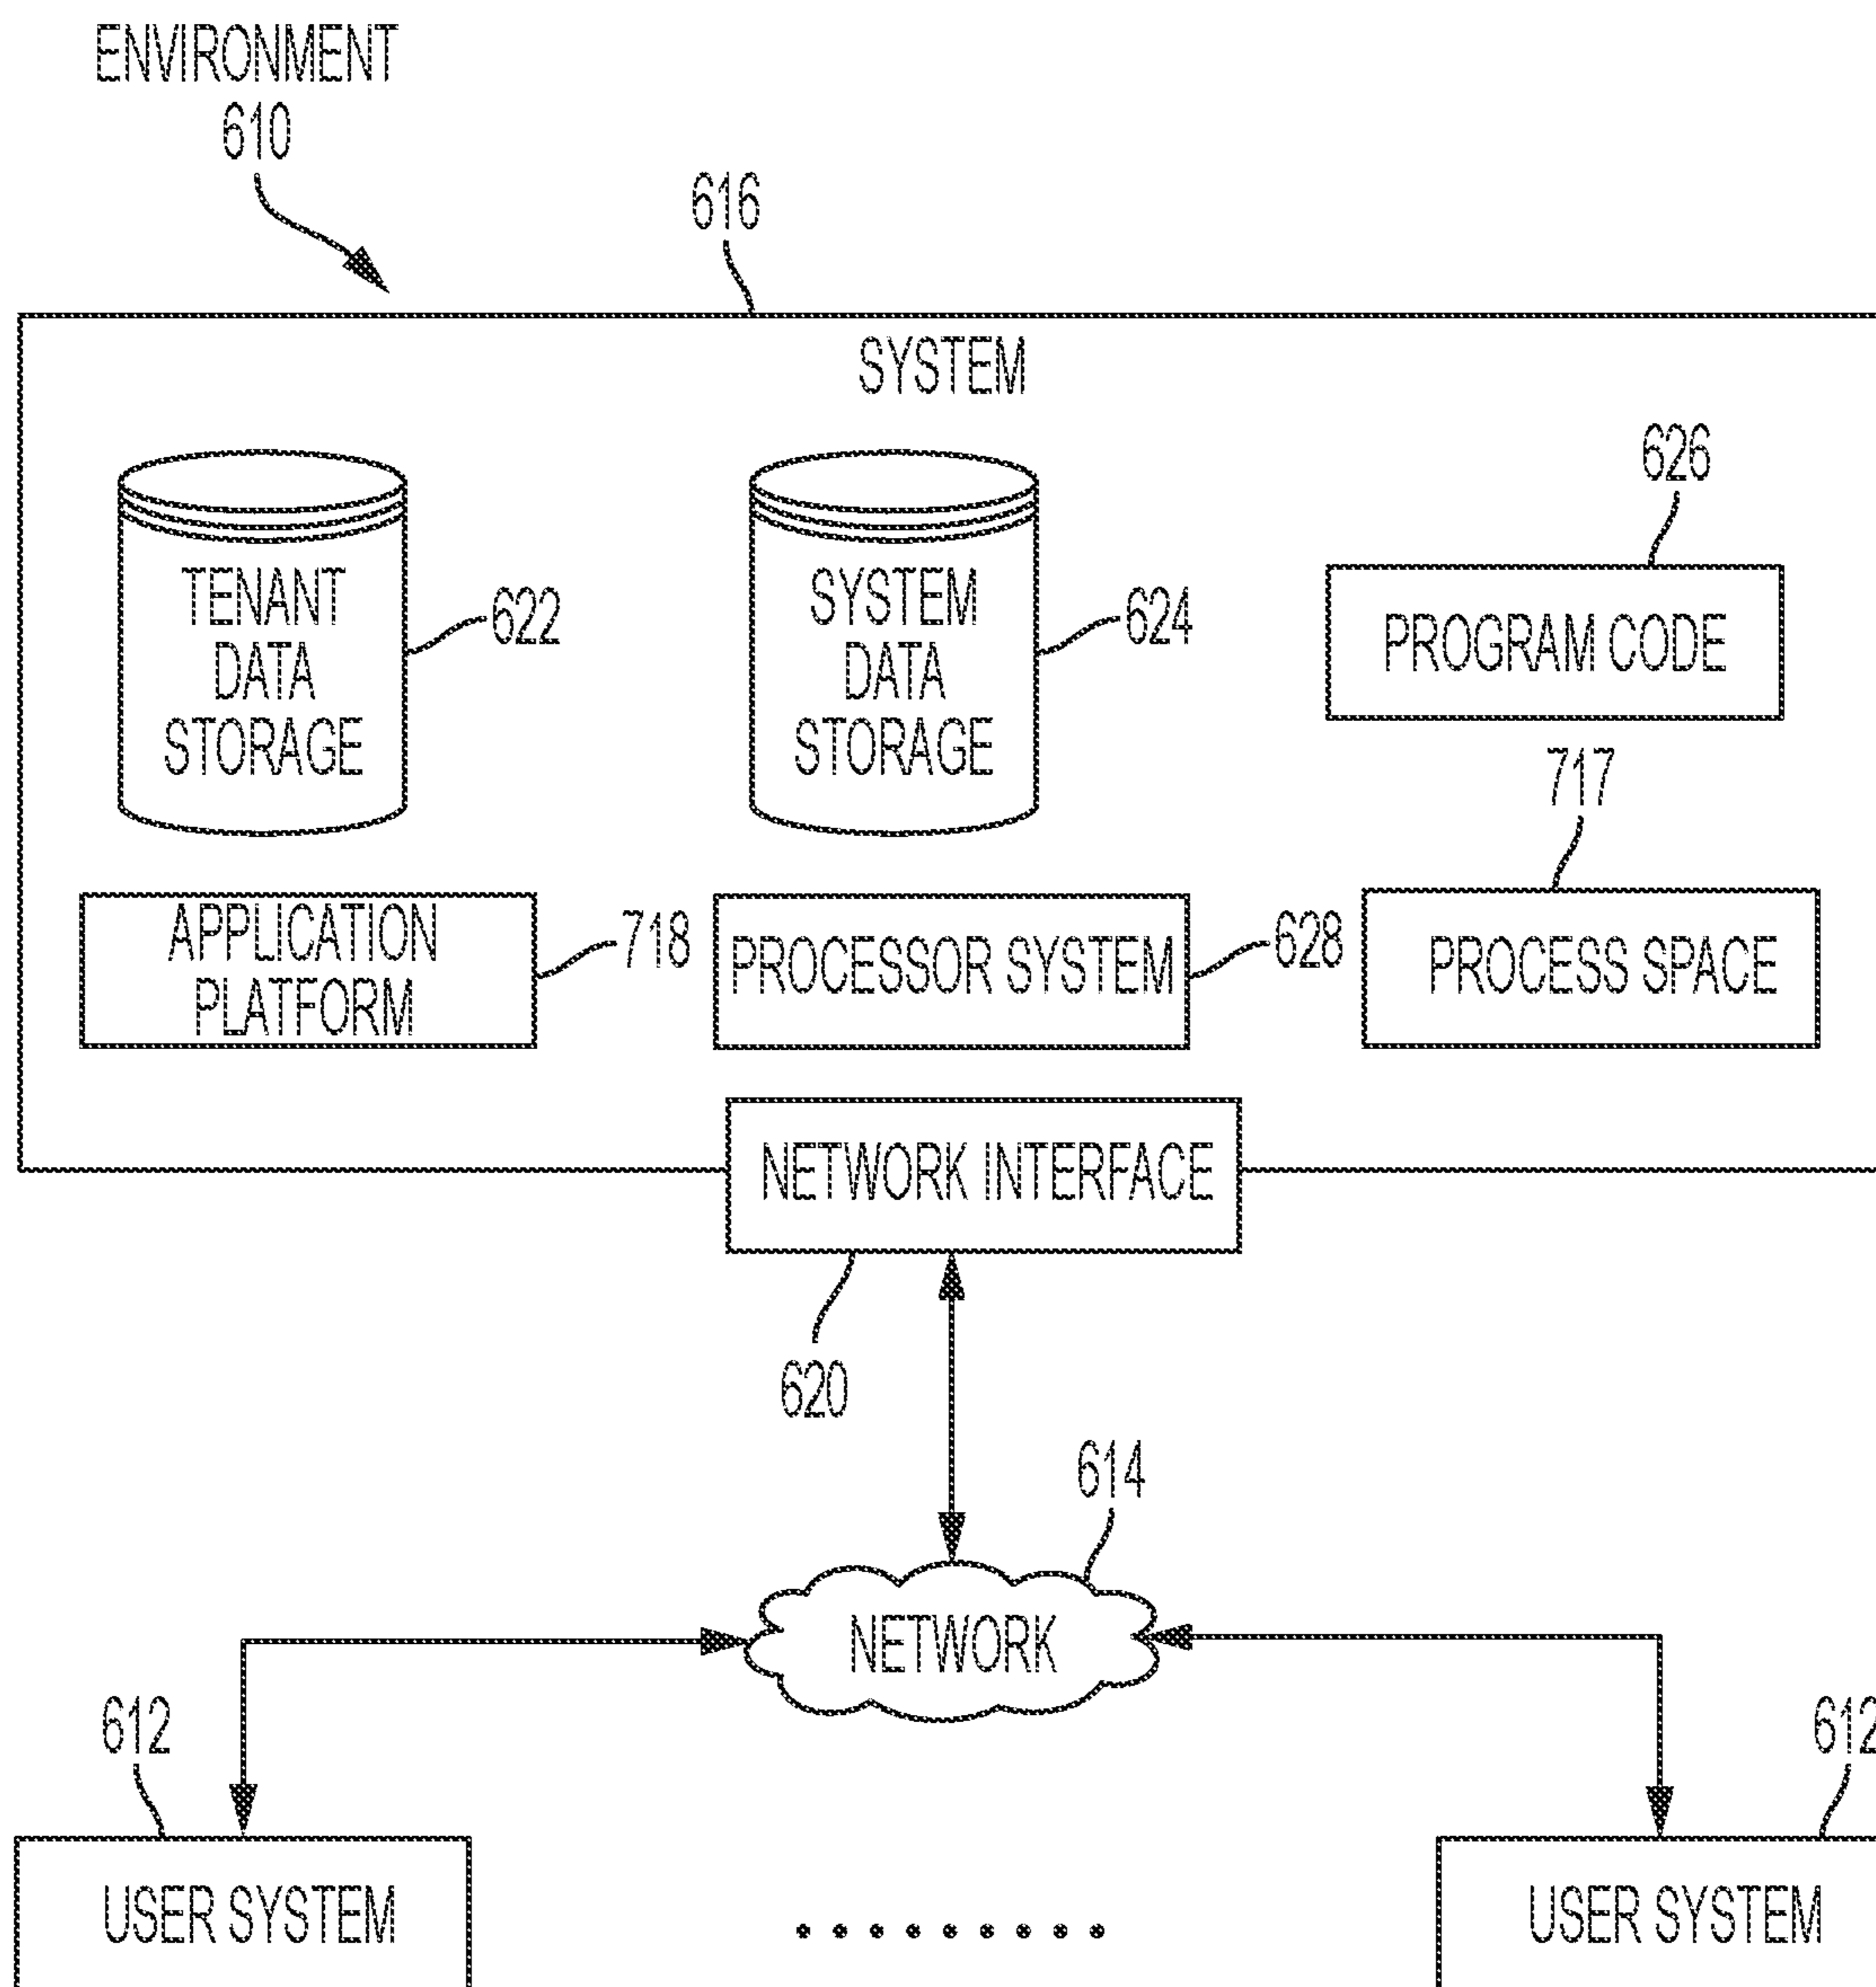 ENVIRONMENT
610
616
SYSTEM
626
TENANT
DATA
STORAGE
622
SYSTEM
DATA
STORAGE
624
PROGRAM CODE
717
APPLICATION
PLATFORM
718
PROCESSOR SYSTEM
628
PROCESS SPACE
NETWORK INTERFACE
620
614
NETWORK
612
612
USER SYSTEM
USER SYSTEM